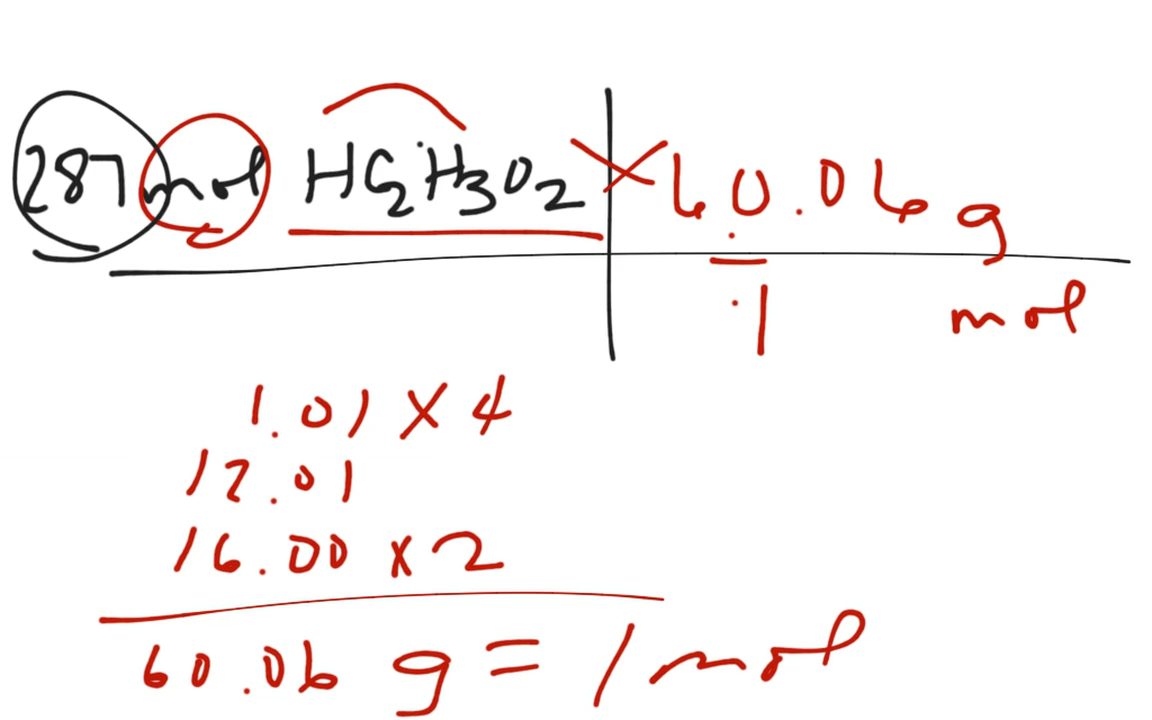 287 mol HC₂H₃O₂ × 60.06 g
1 mol
1.01 × 4
12.01
16.00 × 2
60.06 g = 1 mol